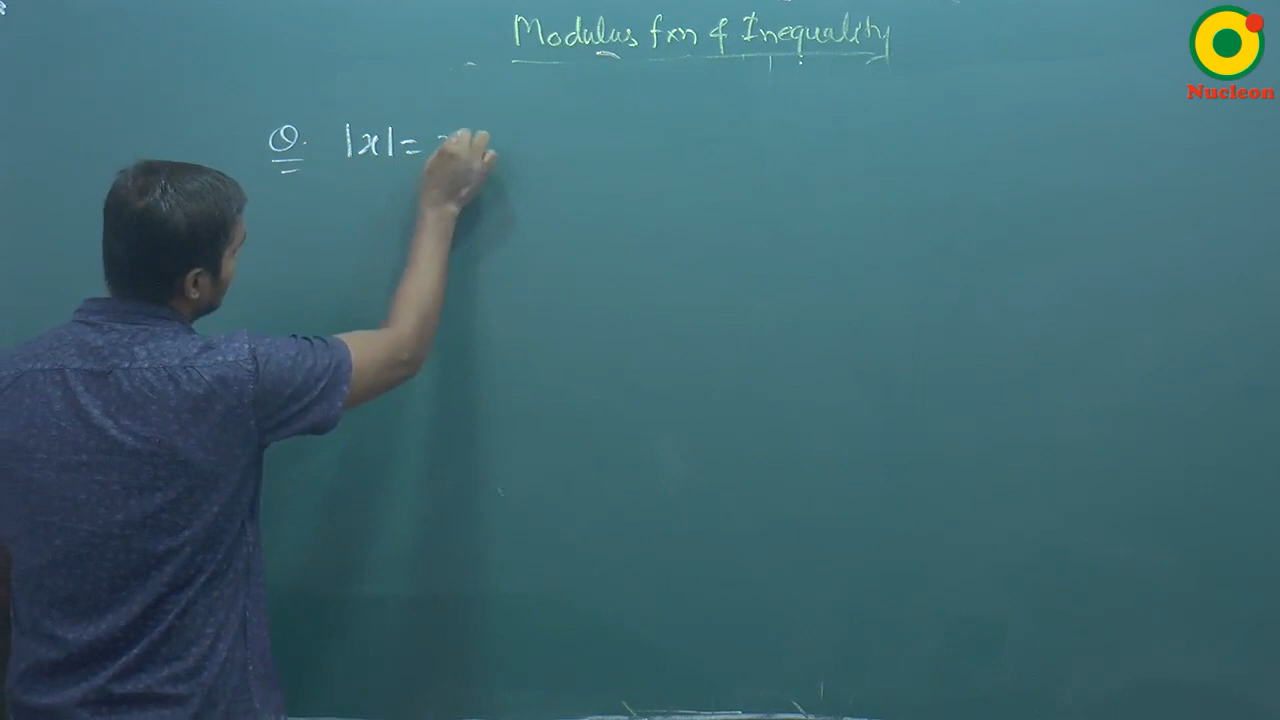 Modulus fxn & Inequality
Nucleon
Q. |x| =